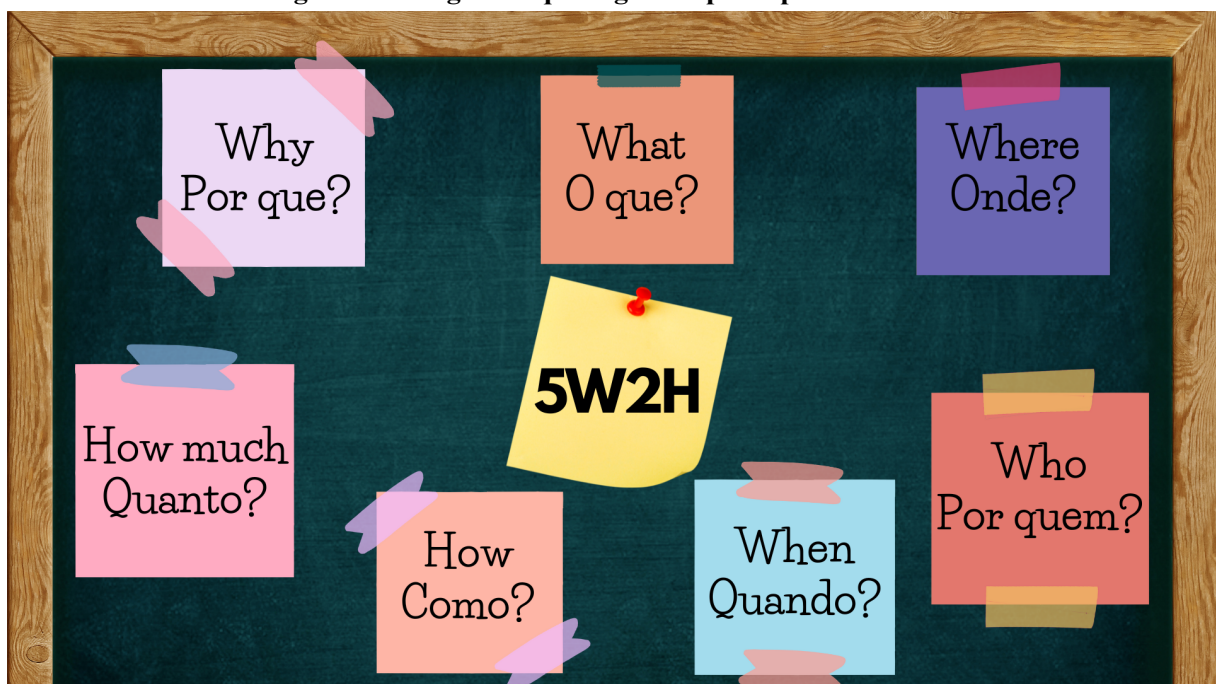 Why
Por que?
What
O que?
Where
Onde?
5W2H
How much
Quanto?
How
Como?
When
Quando?
Who
Por quem?